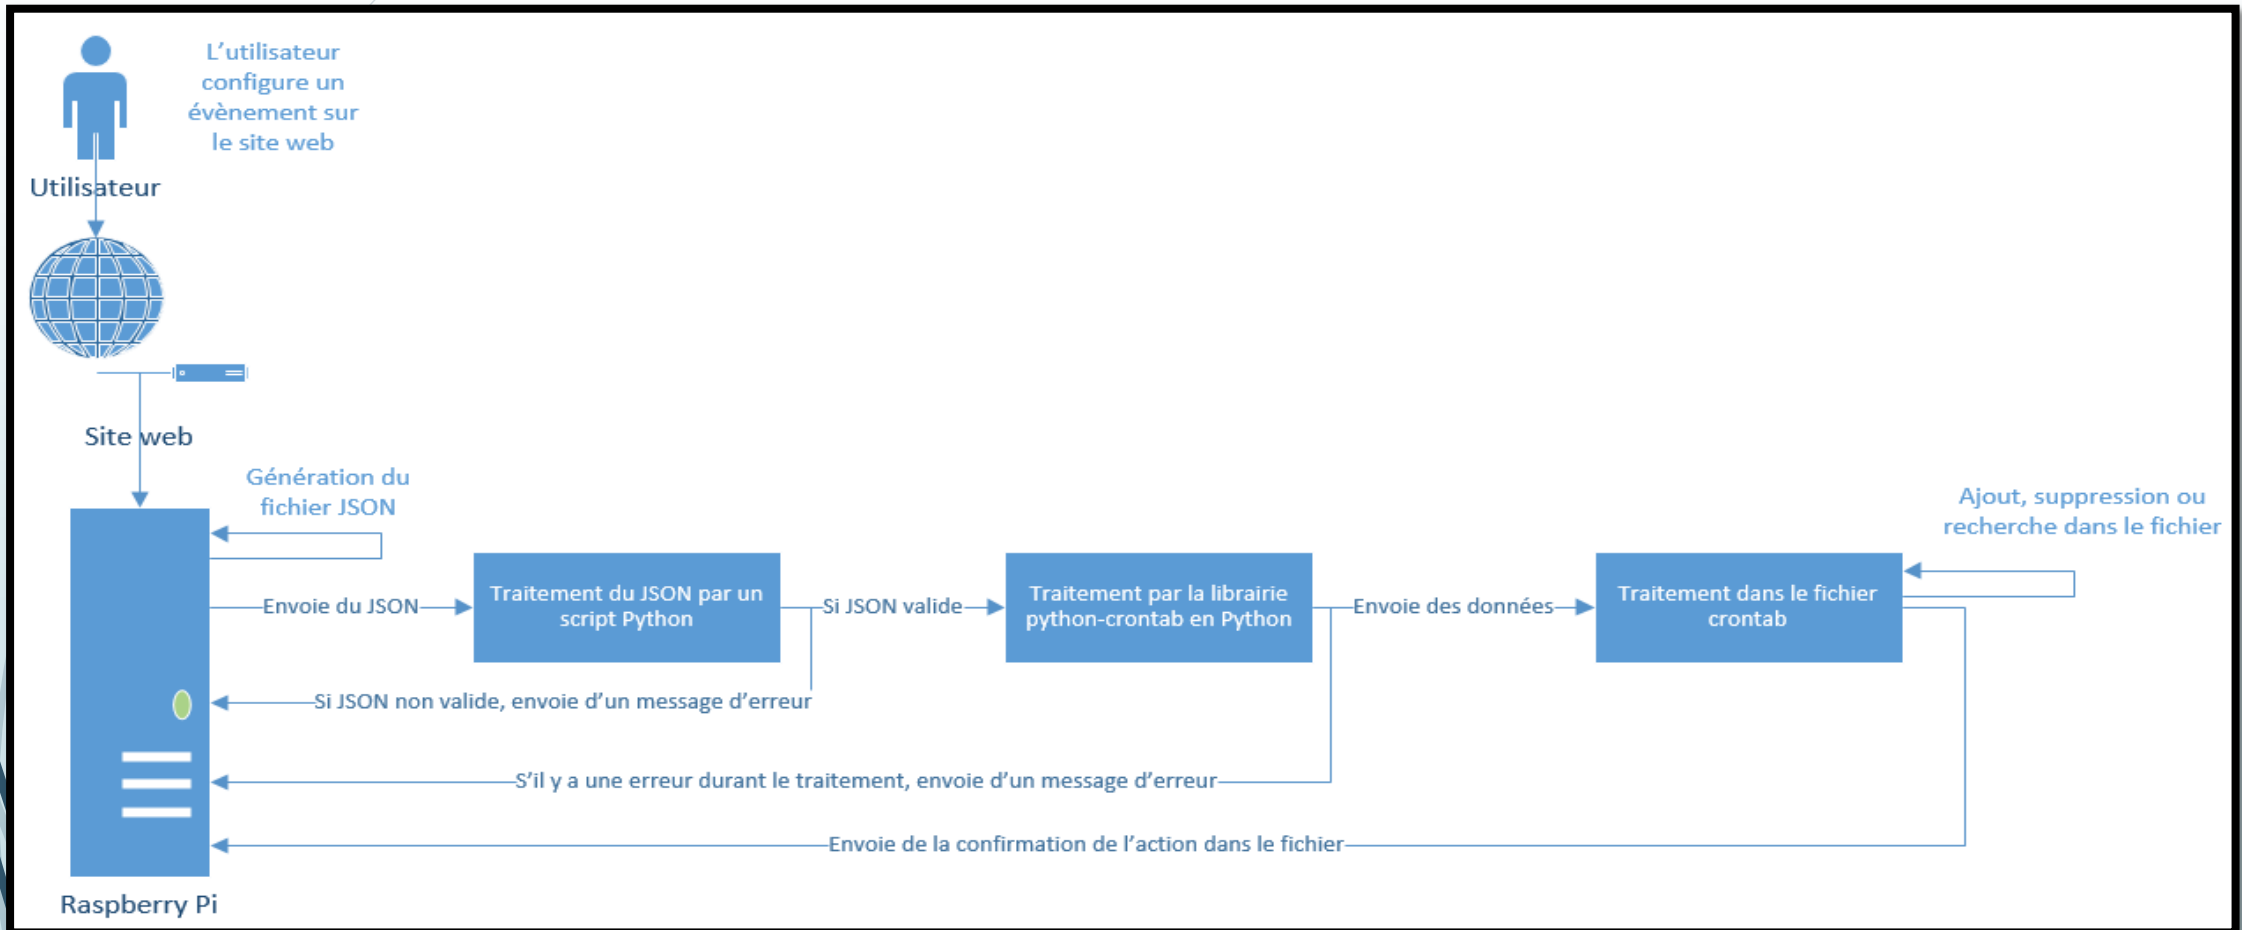 L'utilisateur
configure un
évènement sur
le site web
Utilisateur
Site web
Génération du
fichier JSON
Ajout, suppression ou
recherche dans le fichier
Envoie du JSON
Traitement du JSON par un
script Python
Si JSON valide
Traitement par la librairie
python-crontab en Python
Envoie des données
Traitement dans le fichier
crontab
Si JSON non valide, envoie d'un message d'erreur
S'il y a une erreur durant le traitement, envoie d'un message d'erreur
Envoie de la confirmation de l'action dans le fichier
Raspberry Pi